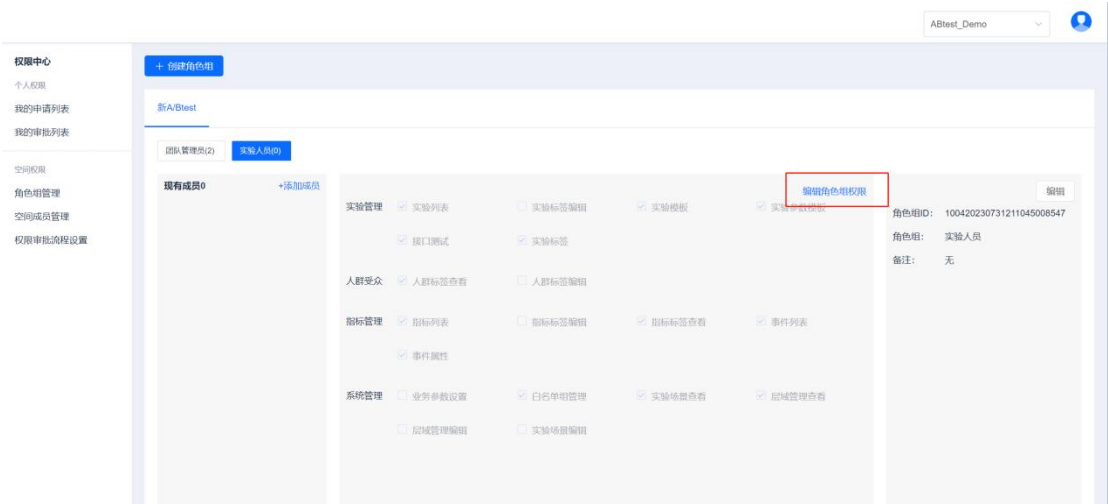 ABtest_Demo
权限中心
个人权限
我的申请列表
我的审批列表
空间权限
角色组管理
空间成员管理
权限审批流程设置
+ 创建角色组
新A/Btest
团队管理员(2) 实验人员(0)
现有成员0 +添加成员
编辑角色组权限
实验管理 实验列表 实验标签编辑 实验模板 实验参数模板
接口测试 实验标签
人群受众 人群标签查看 人群标签编辑
指标管理 指标列表 指标标签编辑 指标标签查看 事件列表
事件属性
系统管理 业务参数设置 白名单组管理 实验场景查看 层域管理查看
层域管理编辑 实验场景编辑
编辑
角色组ID: 100420230731211045008547
角色组: 实验人员
备注: 无